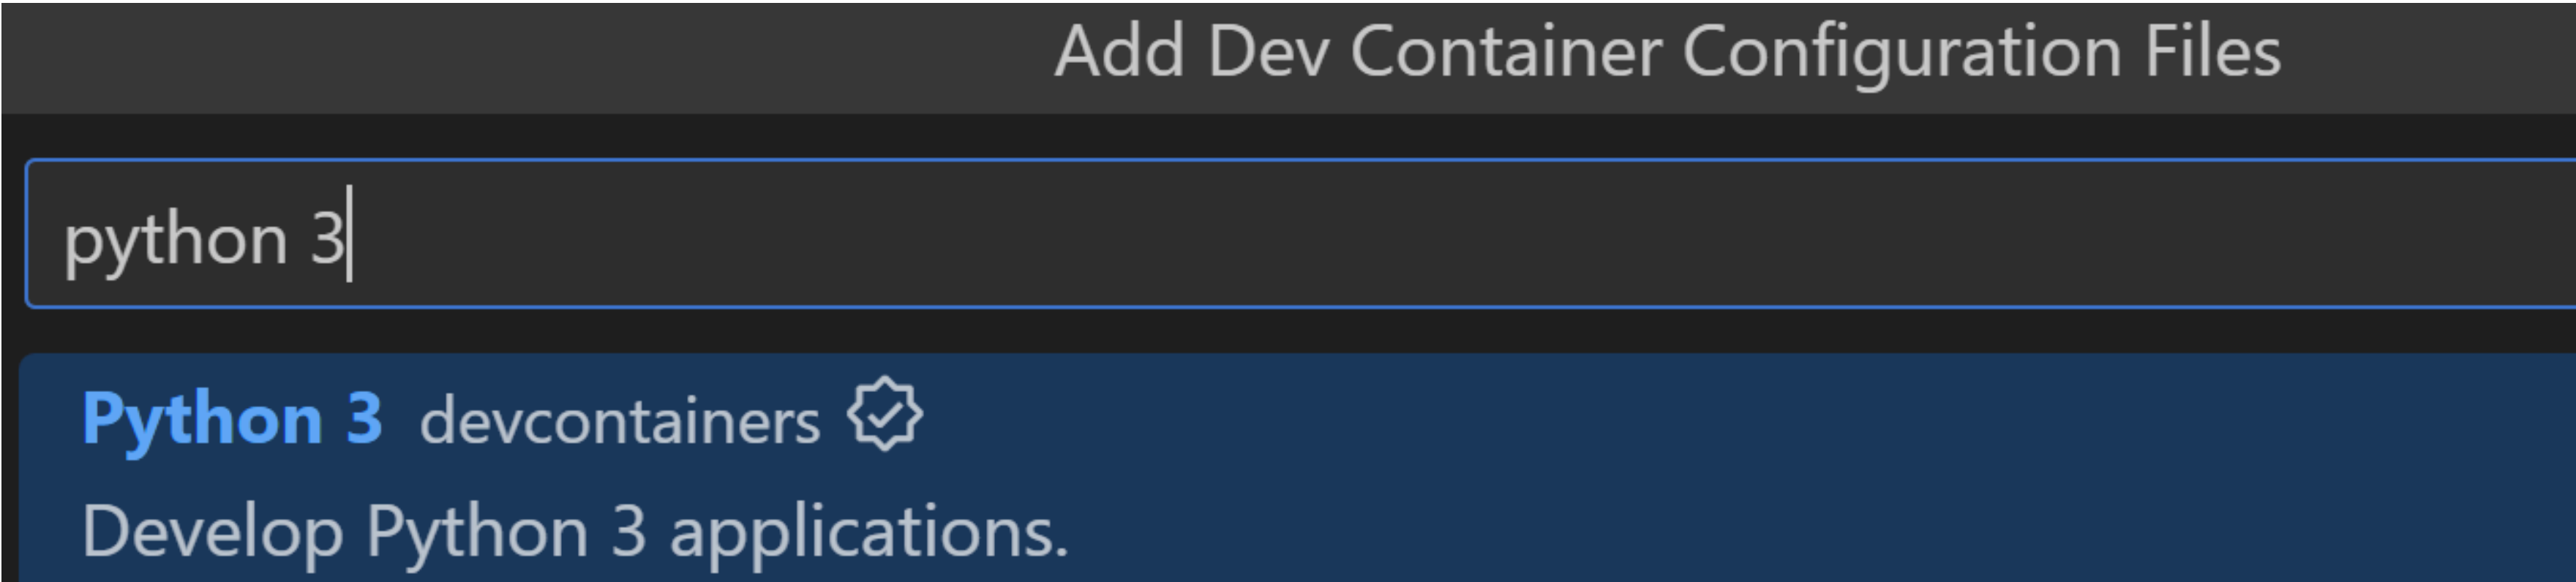 Add Dev Container Configuration Files
python 3
Python 3 devcontainers
Develop Python 3 applications.